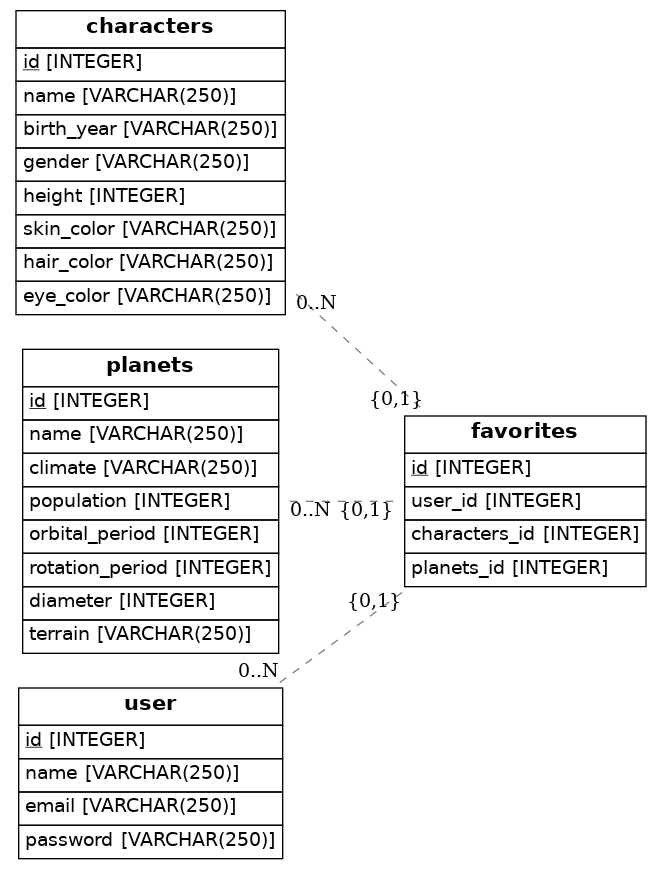 characters
id [INTEGER]
name [VARCHAR(250)]
birth_year [VARCHAR(250)]
gender [VARCHAR(250)]
height [INTEGER]
skin_color [VARCHAR(250)]
hair_color [VARCHAR(250)]
eye_color [VARCHAR(250)]
0..N
{0,1}
planets
id [INTEGER]
name [VARCHAR(250)]
climate [VARCHAR(250)]
population [INTEGER]
orbital_period [INTEGER]
rotation_period [INTEGER]
diameter [INTEGER]
terrain [VARCHAR(250)]
0..N {0,1}
favorites
id [INTEGER]
user_id [INTEGER]
characters_id [INTEGER]
planets_id [INTEGER]
{0,1}
0..N
user
id [INTEGER]
name [VARCHAR(250)]
email [VARCHAR(250)]
password [VARCHAR(250)]